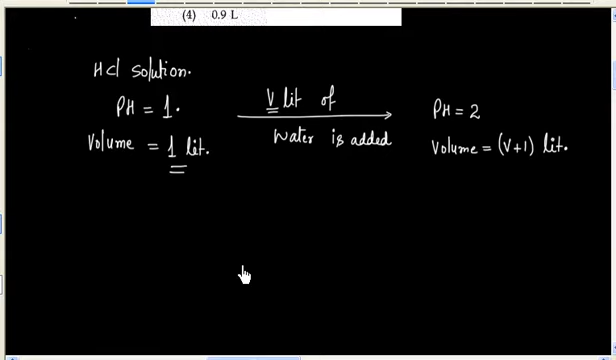 (4) 0.9 L
HCl solution.
PH = 1. V lit of PH = 2
Volume = 1 lit. water is added Volume = (V+1) lit.